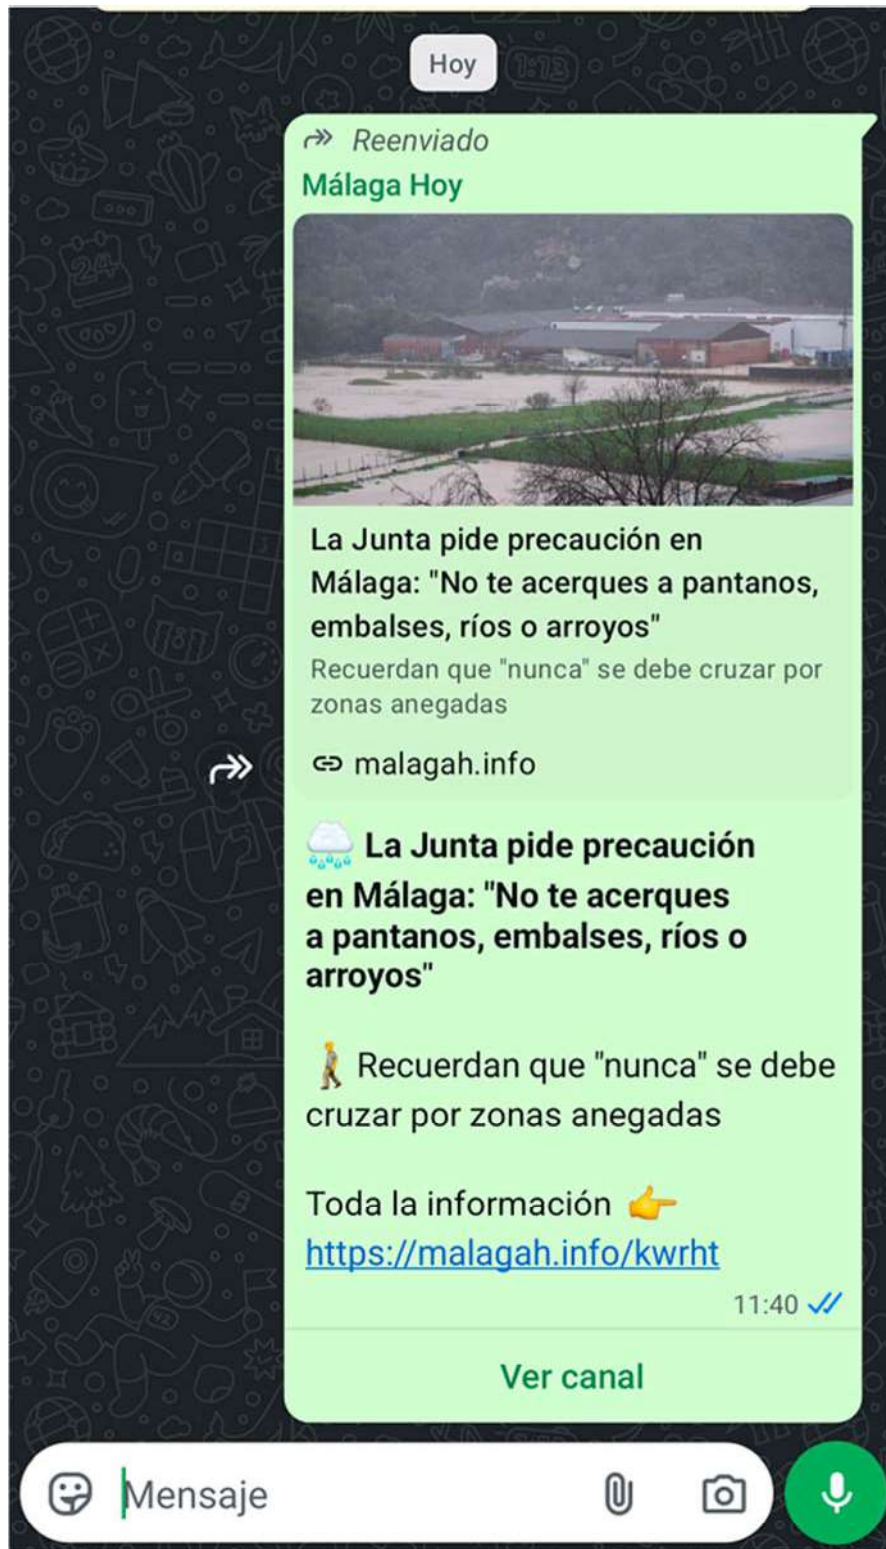 Hoy
Reenviado
Málaga Hoy
La Junta pide precaución en
Málaga: "No te acerques a pantanos,
embalses, ríos o arroyos"
Recuerdan que "nunca" se debe cruzar por
zonas anegadas
malagah.info
La Junta pide precaución
en Málaga: "No te acerques
a pantanos, embalses, ríos o
arroyos"
Recuerdan que "nunca" se debe
cruzar por zonas anegadas
Toda la información
https://malagah.info/kwrht
11:40
Ver canal
Mensaje